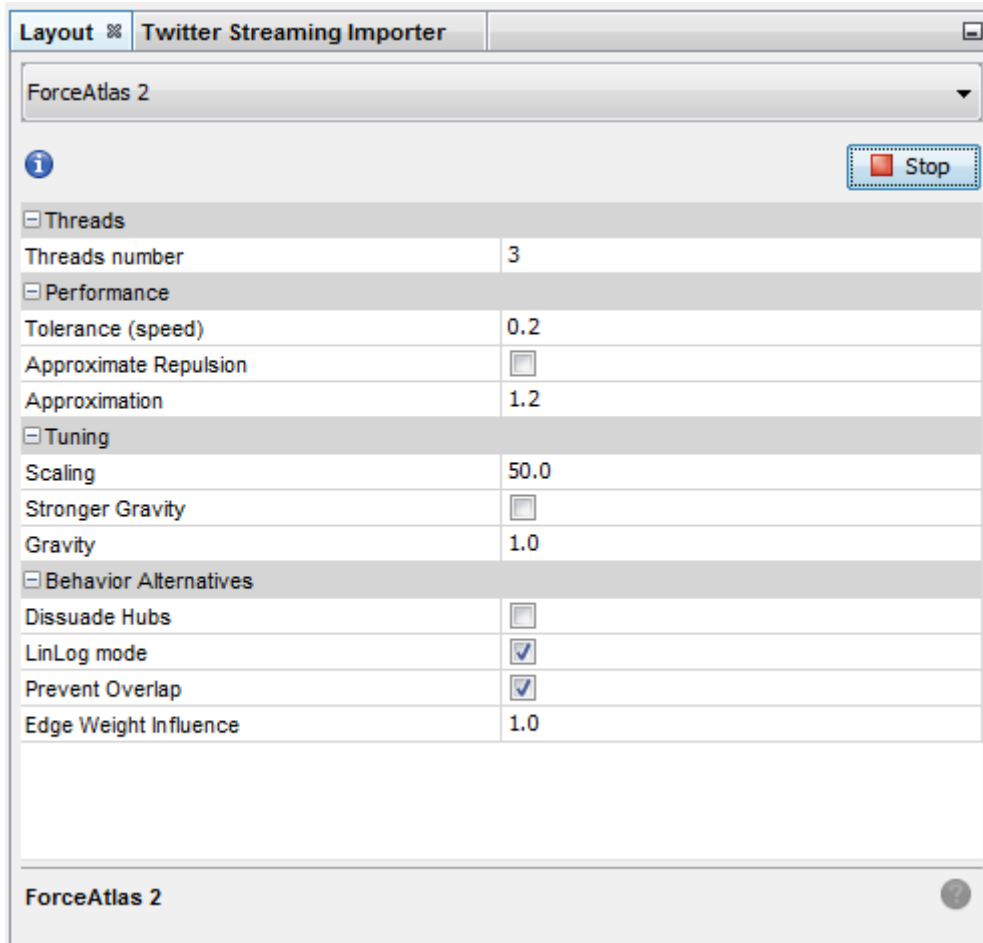 Layout Twitter Streaming Importer
ForceAtlas 2
Stop
Threads
Threads number 3
Performance
Tolerance (speed) 0.2
Approximate Repulsion
Approximation 1.2
Tuning
Scaling 50.0
Stronger Gravity
Gravity 1.0
Behavior Alternatives
Dissuade Hubs
LinLog mode
Prevent Overlap
Edge Weight Influence 1.0
ForceAtlas 2